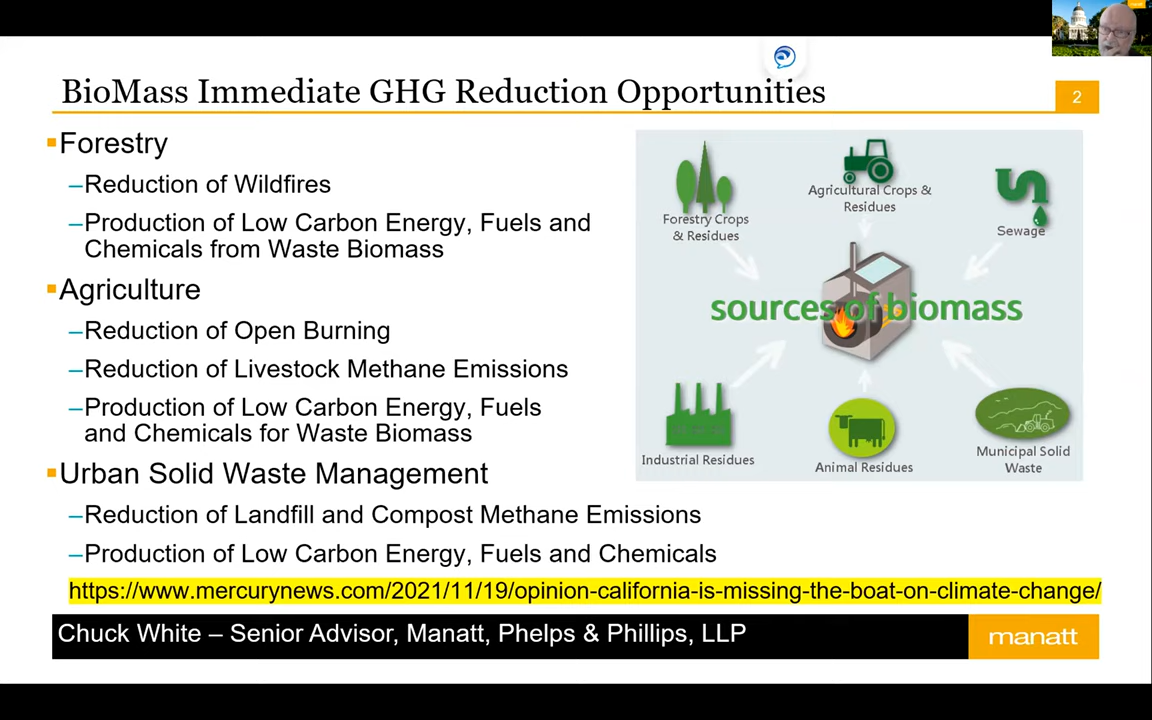 BioMass Immediate GHG Reduction Opportunities
2
▪Forestry
–Reduction of Wildfires
–Production of Low Carbon Energy, Fuels and
Chemicals from Waste Biomass
▪Agriculture
–Reduction of Open Burning
–Reduction of Livestock Methane Emissions
–Production of Low Carbon Energy, Fuels
and Chemicals for Waste Biomass
▪Urban Solid Waste Management
–Reduction of Landfill and Compost Methane Emissions
–Production of Low Carbon Energy, Fuels and Chemicals
https://www.mercurynews.com/2021/11/19/opinion-california-is-missing-the-boat-on-climate-change/
Forestry Crops
& Residues
Agricultural Crops &
Residues
Sewage
sources of biomass
Industrial Residues
Animal Residues
Municipal Solid
Waste
Chuck White – Senior Advisor, Manatt, Phelps & Phillips, LLP
manatt